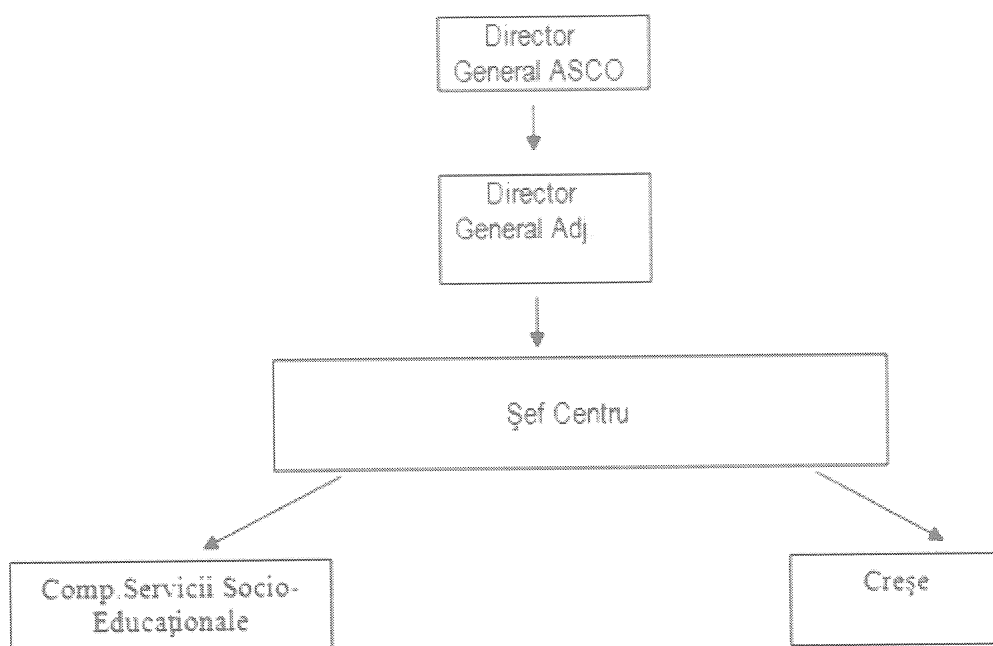 Director
General ASCO
Director
General Adj
Şef Centru
Comp.Servicii Socio-
Educaţionale
Creşe